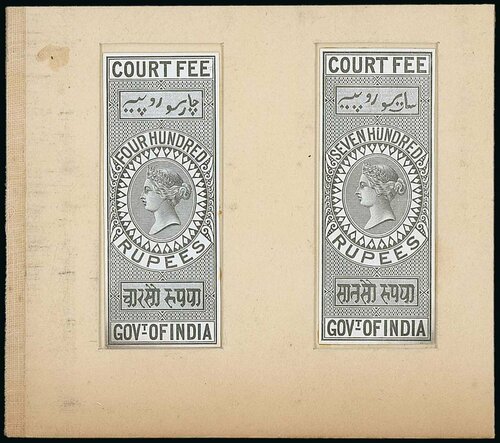 COURT FEE
چارسو روپیہ
FOUR HUNDRED
RUPEES
चारसौ रुपया
GOVT OF INDIA
COURT FEE
سات سو روپیہ
SEVEN HUNDRED
RUPEES
सातसौ रुपया
GOVT OF INDIA